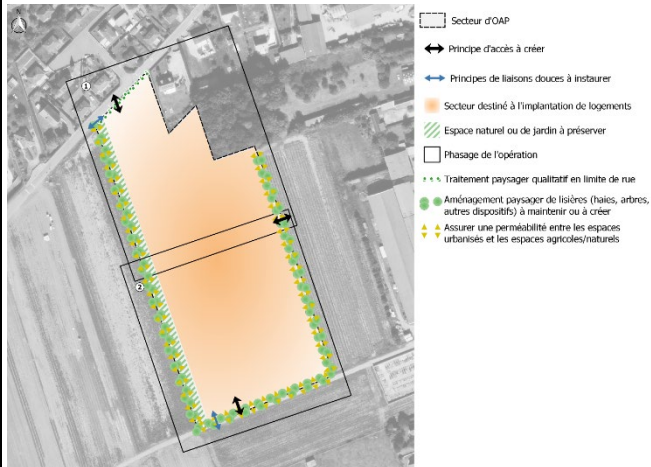 N
Secteur d'OAP
Principe d'accès à créer
Principes de liaisons douces à instaurer
Secteur destiné à l'implantation de logements
Espace naturel ou de jardin à préserver
Phasage de l'opération
Traitement paysager qualitatif en limite de rue
Aménagement paysager de lisières (haies, arbres,
autres dispositifs) à maintenir ou à créer
Assurer une perméabilité entre les espaces
urbanisés et les espaces agricoles/naturels
1
2